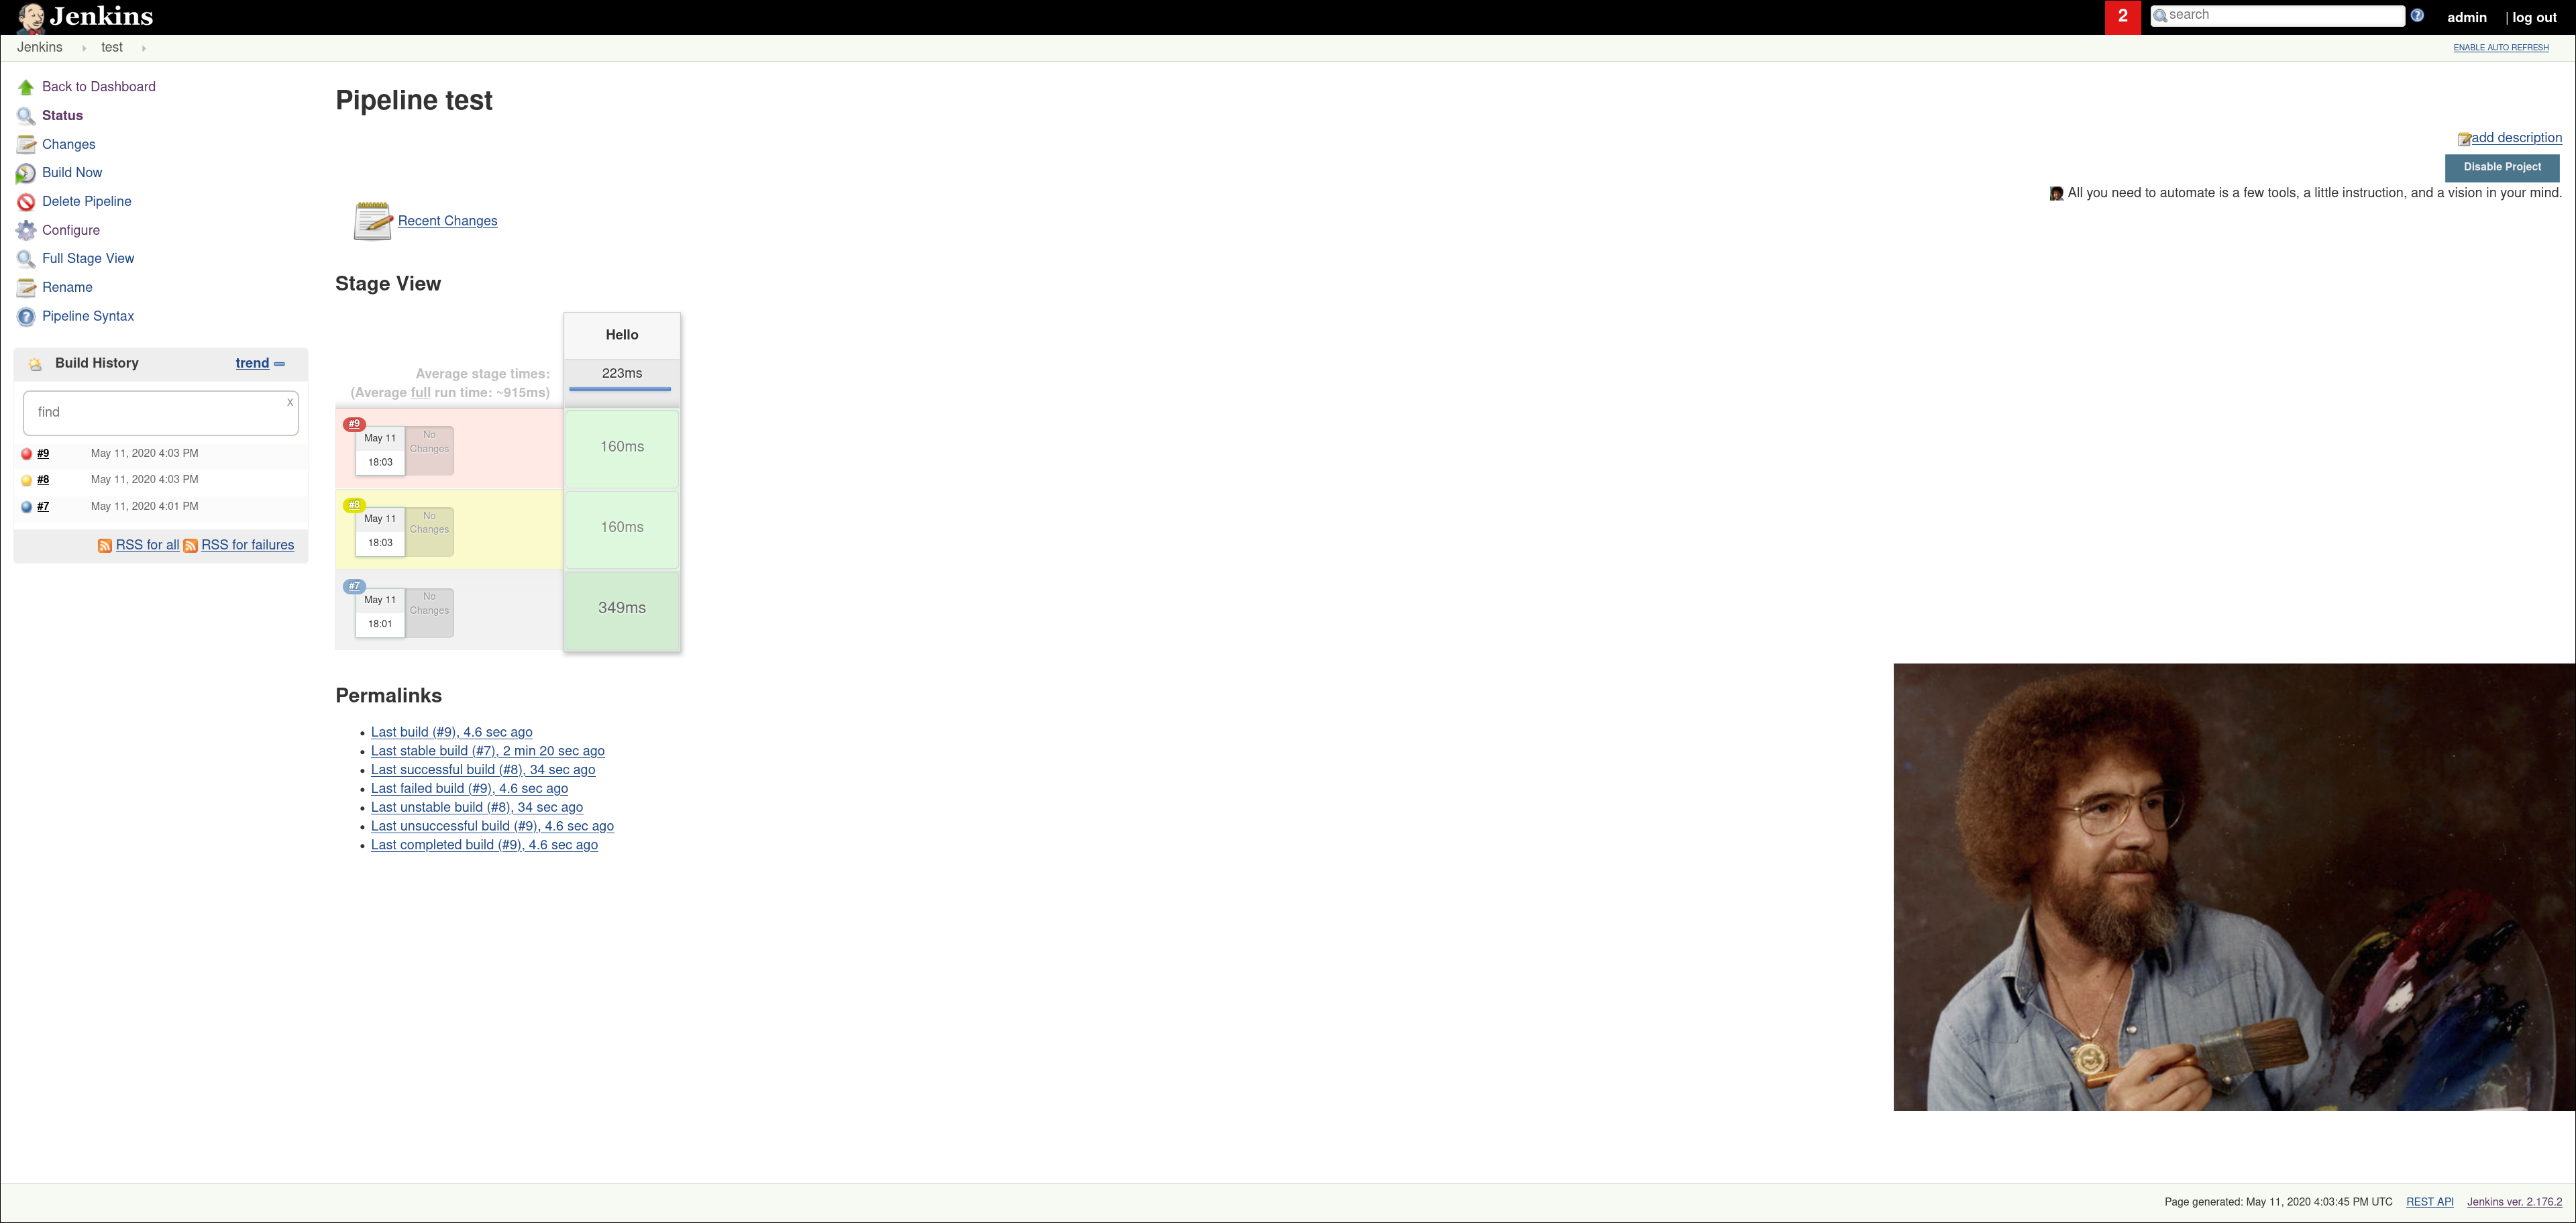 Jenkins
2
search
admin
| log out
Jenkins
test
ENABLE AUTO REFRESH
Back to Dashboard
Status
Changes
Build Now
Delete Pipeline
Configure
Full Stage View
Rename
Pipeline Syntax
Build History
trend
find
x
#9 May 11, 2020 4:03 PM
#8 May 11, 2020 4:03 PM
#7 May 11, 2020 4:01 PM
RSS for all RSS for failures
Pipeline test
add description
Disable Project
All you need to automate is a few tools, a little instruction, and a vision in your mind.
Recent Changes
Stage View
Hello
Average stage times:
223ms
(Average full run time: ~915ms)
#9
May 11
No
Changes
18:03
160ms
#8
May 11
No
Changes
18:03
160ms
#7
May 11
No
Changes
18:01
349ms
Permalinks
Last build (#9), 4.6 sec ago
Last stable build (#7), 2 min 20 sec ago
Last successful build (#8), 34 sec ago
Last failed build (#9), 4.6 sec ago
Last unstable build (#8), 34 sec ago
Last unsuccessful build (#9), 4.6 sec ago
Last completed build (#9), 4.6 sec ago
Page generated: May 11, 2020 4:03:45 PM UTC REST API Jenkins ver. 2.176.2